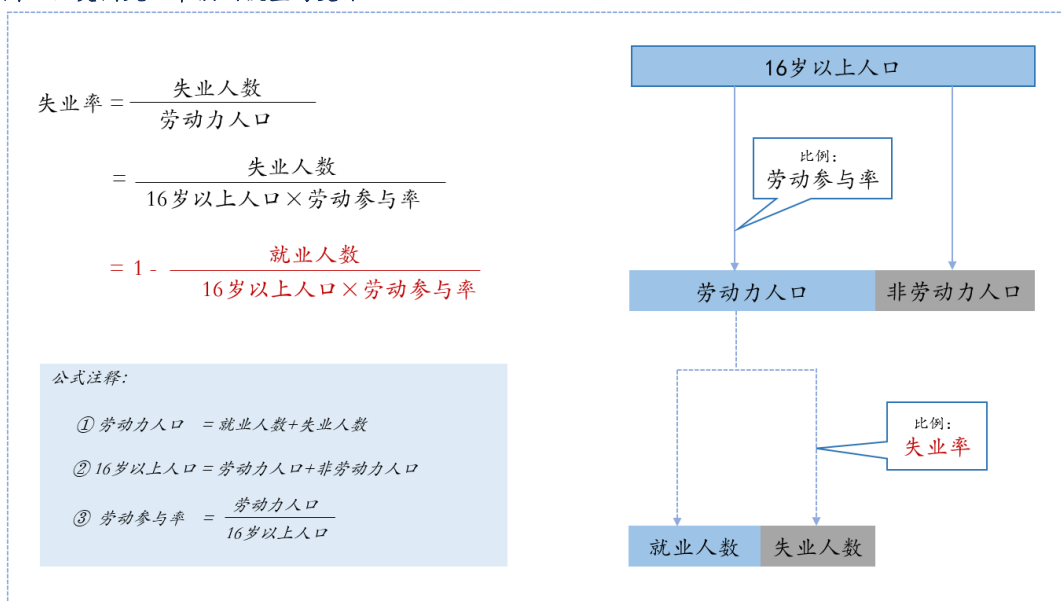 失业率 = 失业人数 / 劳动力人口
= 失业人数 / 16岁以上人口×劳动参与率
= 1 - 就业人数 / 16岁以上人口×劳动参与率
公式注释:
① 劳动力人口 = 就业人数+失业人数
② 16岁以上人口 = 劳动力人口+非劳动力人口
③ 劳动参与率 = 劳动力人口 / 16岁以上人口
16岁以上人口
比例:
劳动参与率
劳动力人口
非劳动力人口
比例:
失业率
就业人数
失业人数